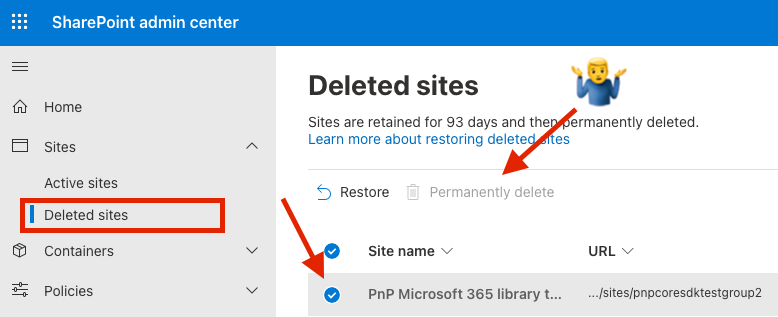 SharePoint admin center
Home
Sites
Active sites
Deleted sites
Containers
Policies
Deleted sites
Sites are retained for 93 days and then permanently deleted.
Learn more about restoring deleted sites
Restore Permanently delete
Site name URL
PnP Microsoft 365 library t... .../sites/pnpcoresdktestgroup2